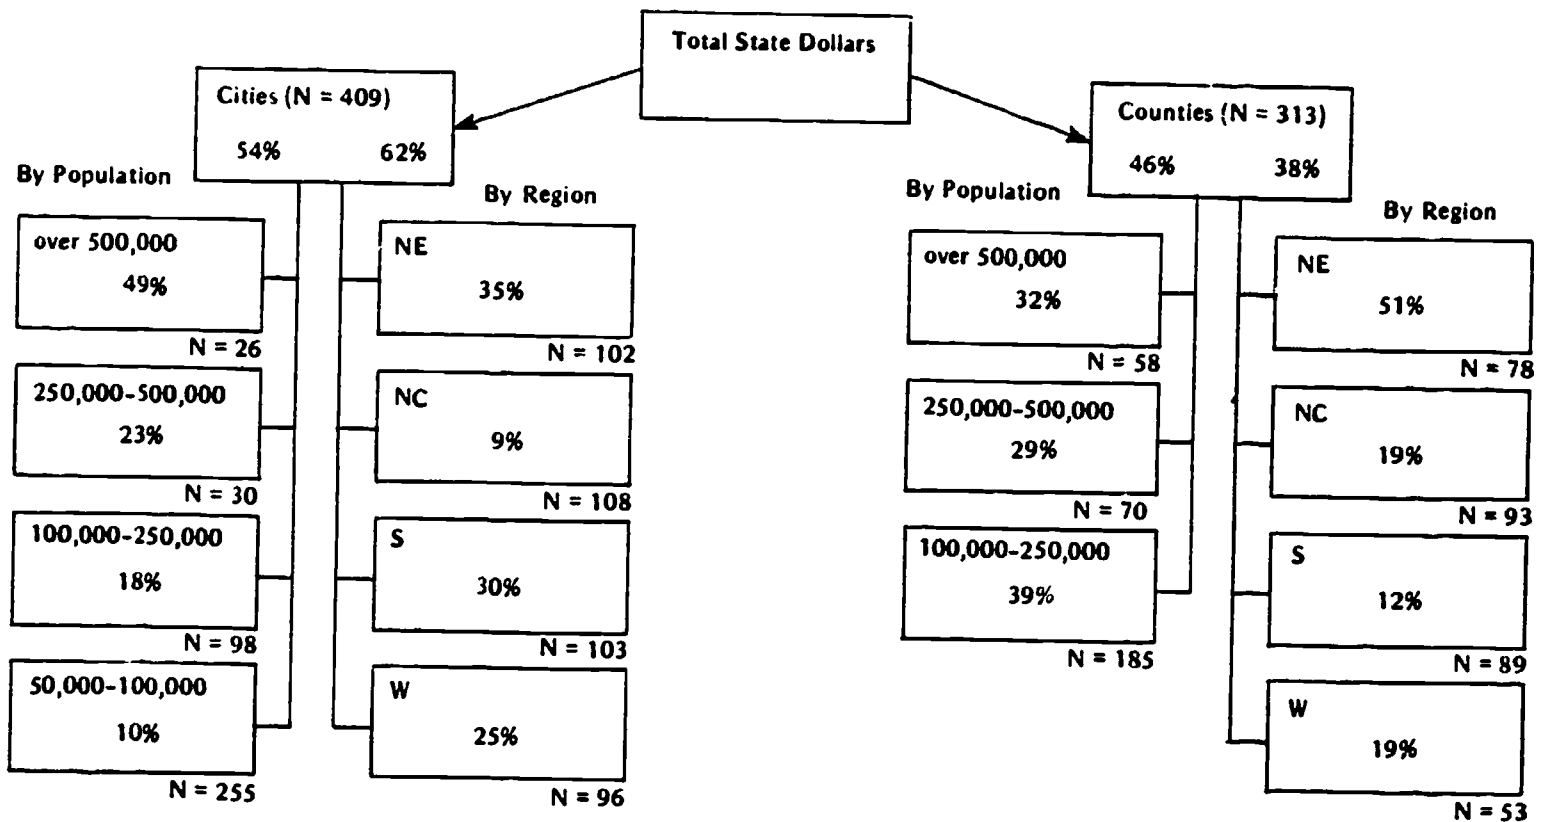 Total State Dollars
Cities (N = 409)
54% 62%
By Population
over 500,000
49%
N = 26
250,000-500,000
23%
N = 30
100,000-250,000
18%
N = 98
50,000-100,000
10%
N = 255
By Region
NE
35%
N = 102
NC
9%
N = 108
S
30%
N = 103
W
25%
N = 96
Counties (N = 313)
46% 38%
By Population
over 500,000
32%
N = 58
250,000-500,000
29%
N = 70
100,000-250,000
39%
N = 185
By Region
NE
51%
N = 78
NC
19%
N = 93
S
12%
N = 89
W
19%
N = 53